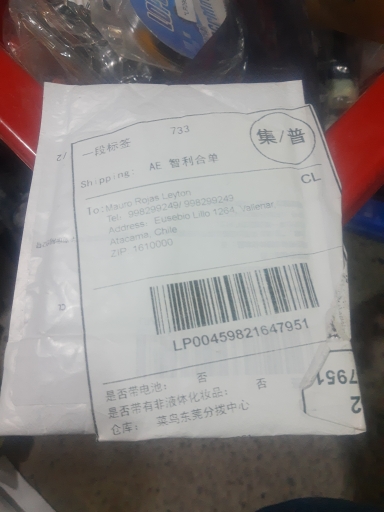 733
一段标签
集/普
Shipping: AE 智利合单
CL
To: Mauro Rojas Leyton
Tel: 998299249/ 998299249
Address: Eusebio Lillo 1264, Vallenar,
Atacama, Chile
ZIP: 1610000
LP00459821647951
是否带电池: 否
是否带有非液体化妆品: 否
仓库: 菜鸟东莞分拨中心
7951
2